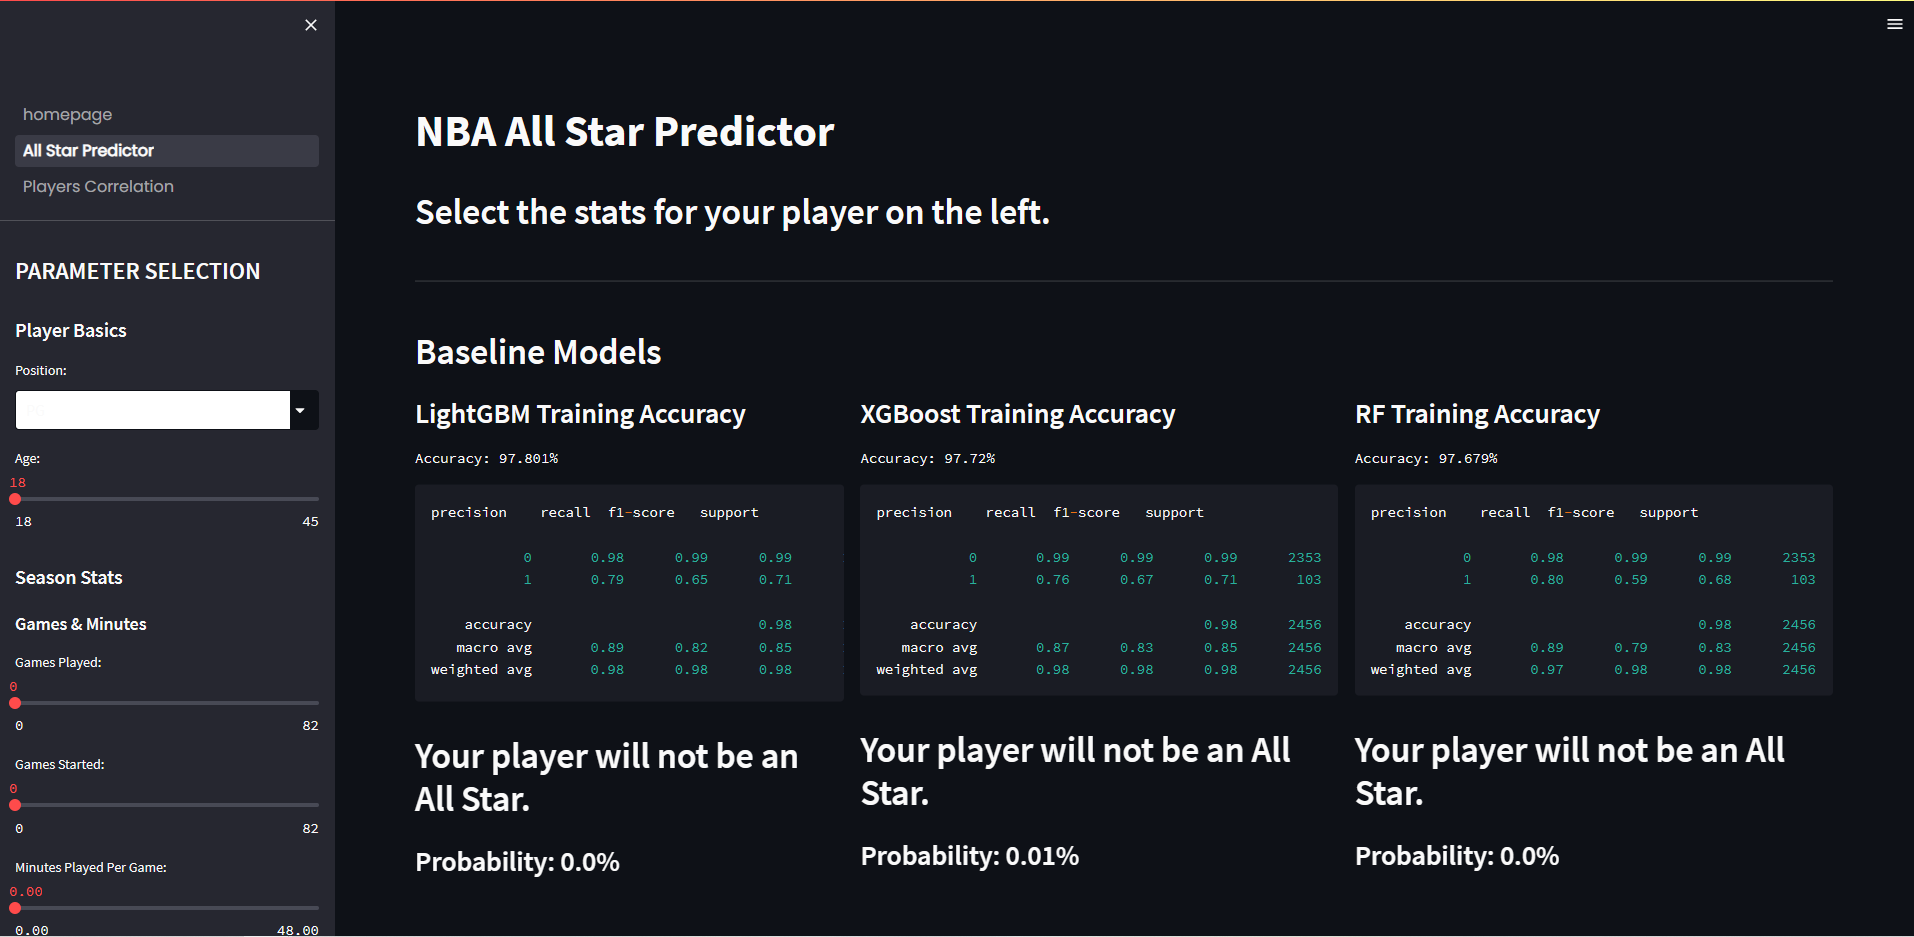 homepage
All Star Predictor
Players Correlation
PARAMETER SELECTION
Player Basics
Position:
Age:
18
18 45
Season Stats
Games & Minutes
Games Played:
0
0 82
Games Started:
0
0 82
Minutes Played Per Game:
0.00
0.00 48.00
NBA All Star Predictor
Select the stats for your player on the left.
Baseline Models
LightGBM Training Accuracy
Accuracy: 97.801%
precision recall f1-score support
0 0.98 0.99 0.99
1 0.79 0.65 0.71
accuracy 0.98
macro avg 0.89 0.82 0.85
weighted avg 0.98 0.98 0.98
Your player will not be an
All Star.
Probability: 0.0%
XGBoost Training Accuracy
Accuracy: 97.72%
precision recall f1-score support
0 0.99 0.99 0.99 2353
1 0.76 0.67 0.71 103
accuracy 0.98 2456
macro avg 0.87 0.83 0.85 2456
weighted avg 0.98 0.98 0.98 2456
Your player will not be an All
Star.
Probability: 0.01%
RF Training Accuracy
Accuracy: 97.679%
precision recall f1-score support
0 0.98 0.99 0.99 2353
1 0.80 0.59 0.68 103
accuracy 0.98 2456
macro avg 0.89 0.79 0.83 2456
weighted avg 0.97 0.98 0.98 2456
Your player will not be an All
Star.
Probability: 0.0%